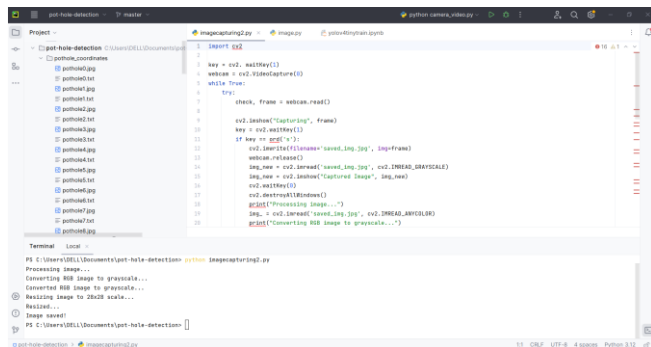 pot-hole-detection
master
python camera_video.py
Project
imagecapturing2.py
image.py
yolov4tinytrain.ipynb
pot-hole-detection C:\Users\DELL\Documents\pot
pothole_coordinates
pothole0.jpg
pothole0.txt
pothole1.jpg
pothole1.txt
pothole2.jpg
pothole2.txt
pothole3.jpg
pothole3.txt
pothole4.jpg
pothole4.txt
pothole5.jpg
pothole5.txt
pothole6.jpg
pothole6.txt
pothole7.jpg
pothole7.txt
pothole8.jpg
1 import cv2
2
3 key = cv2. waitKey(1)
4 webcam = cv2.VideoCapture(0)
5 while True:
6 try:
7 check, frame = webcam.read()
8
9 cv2.imshow("Capturing", frame)
10 key = cv2.waitKey(1)
11 if key == ord('s'):
12 cv2.imwrite(filename='saved_img.jpg', img=frame)
13 webcam.release()
14 img_new = cv2.imread('saved_img.jpg', cv2.IMREAD_GRAYSCALE)
15 img_new = cv2.imshow("Captured Image", img_new)
16 cv2.waitKey(0)
17 cv2.destroyAllWindows()
18 print("Processing image...")
19 img_ = cv2.imread('saved_img.jpg', cv2.IMREAD_ANYCOLOR)
20 print("Converting RGB image to grayscale...")
Terminal Local
PS C:\Users\DELL\Documents\pot-hole-detection> python imagecapturing2.py
Processing image...
Converting RGB image to grayscale...
Converted RGB image to grayscale...
Resizing image to 28x28 scale...
Resized...
Image saved!
PS C:\Users\DELL\Documents\pot-hole-detection>
pot-hole-detection > imagecapturing2.py
1:1 CRLF UTF-8 4 spaces Python 3.12